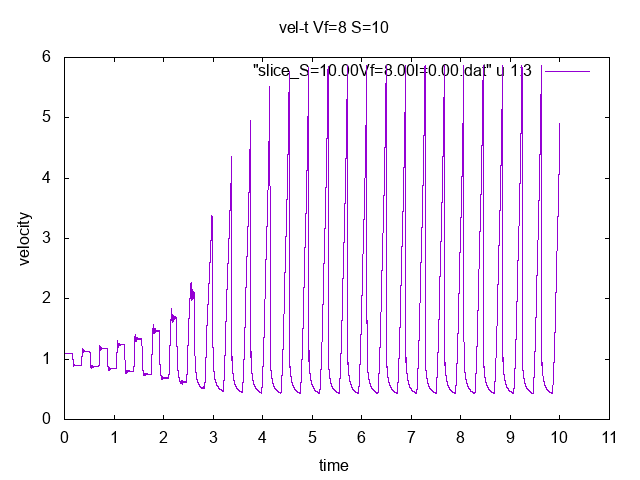 vel-t Vf=8 S=10
"slice_S=10.00Vf=8.00I=0.00.dat" u 1:3
6
5
4
3
2
1
0
velocity
0 1 2 3 4 5 6 7 8 9 10 11
time